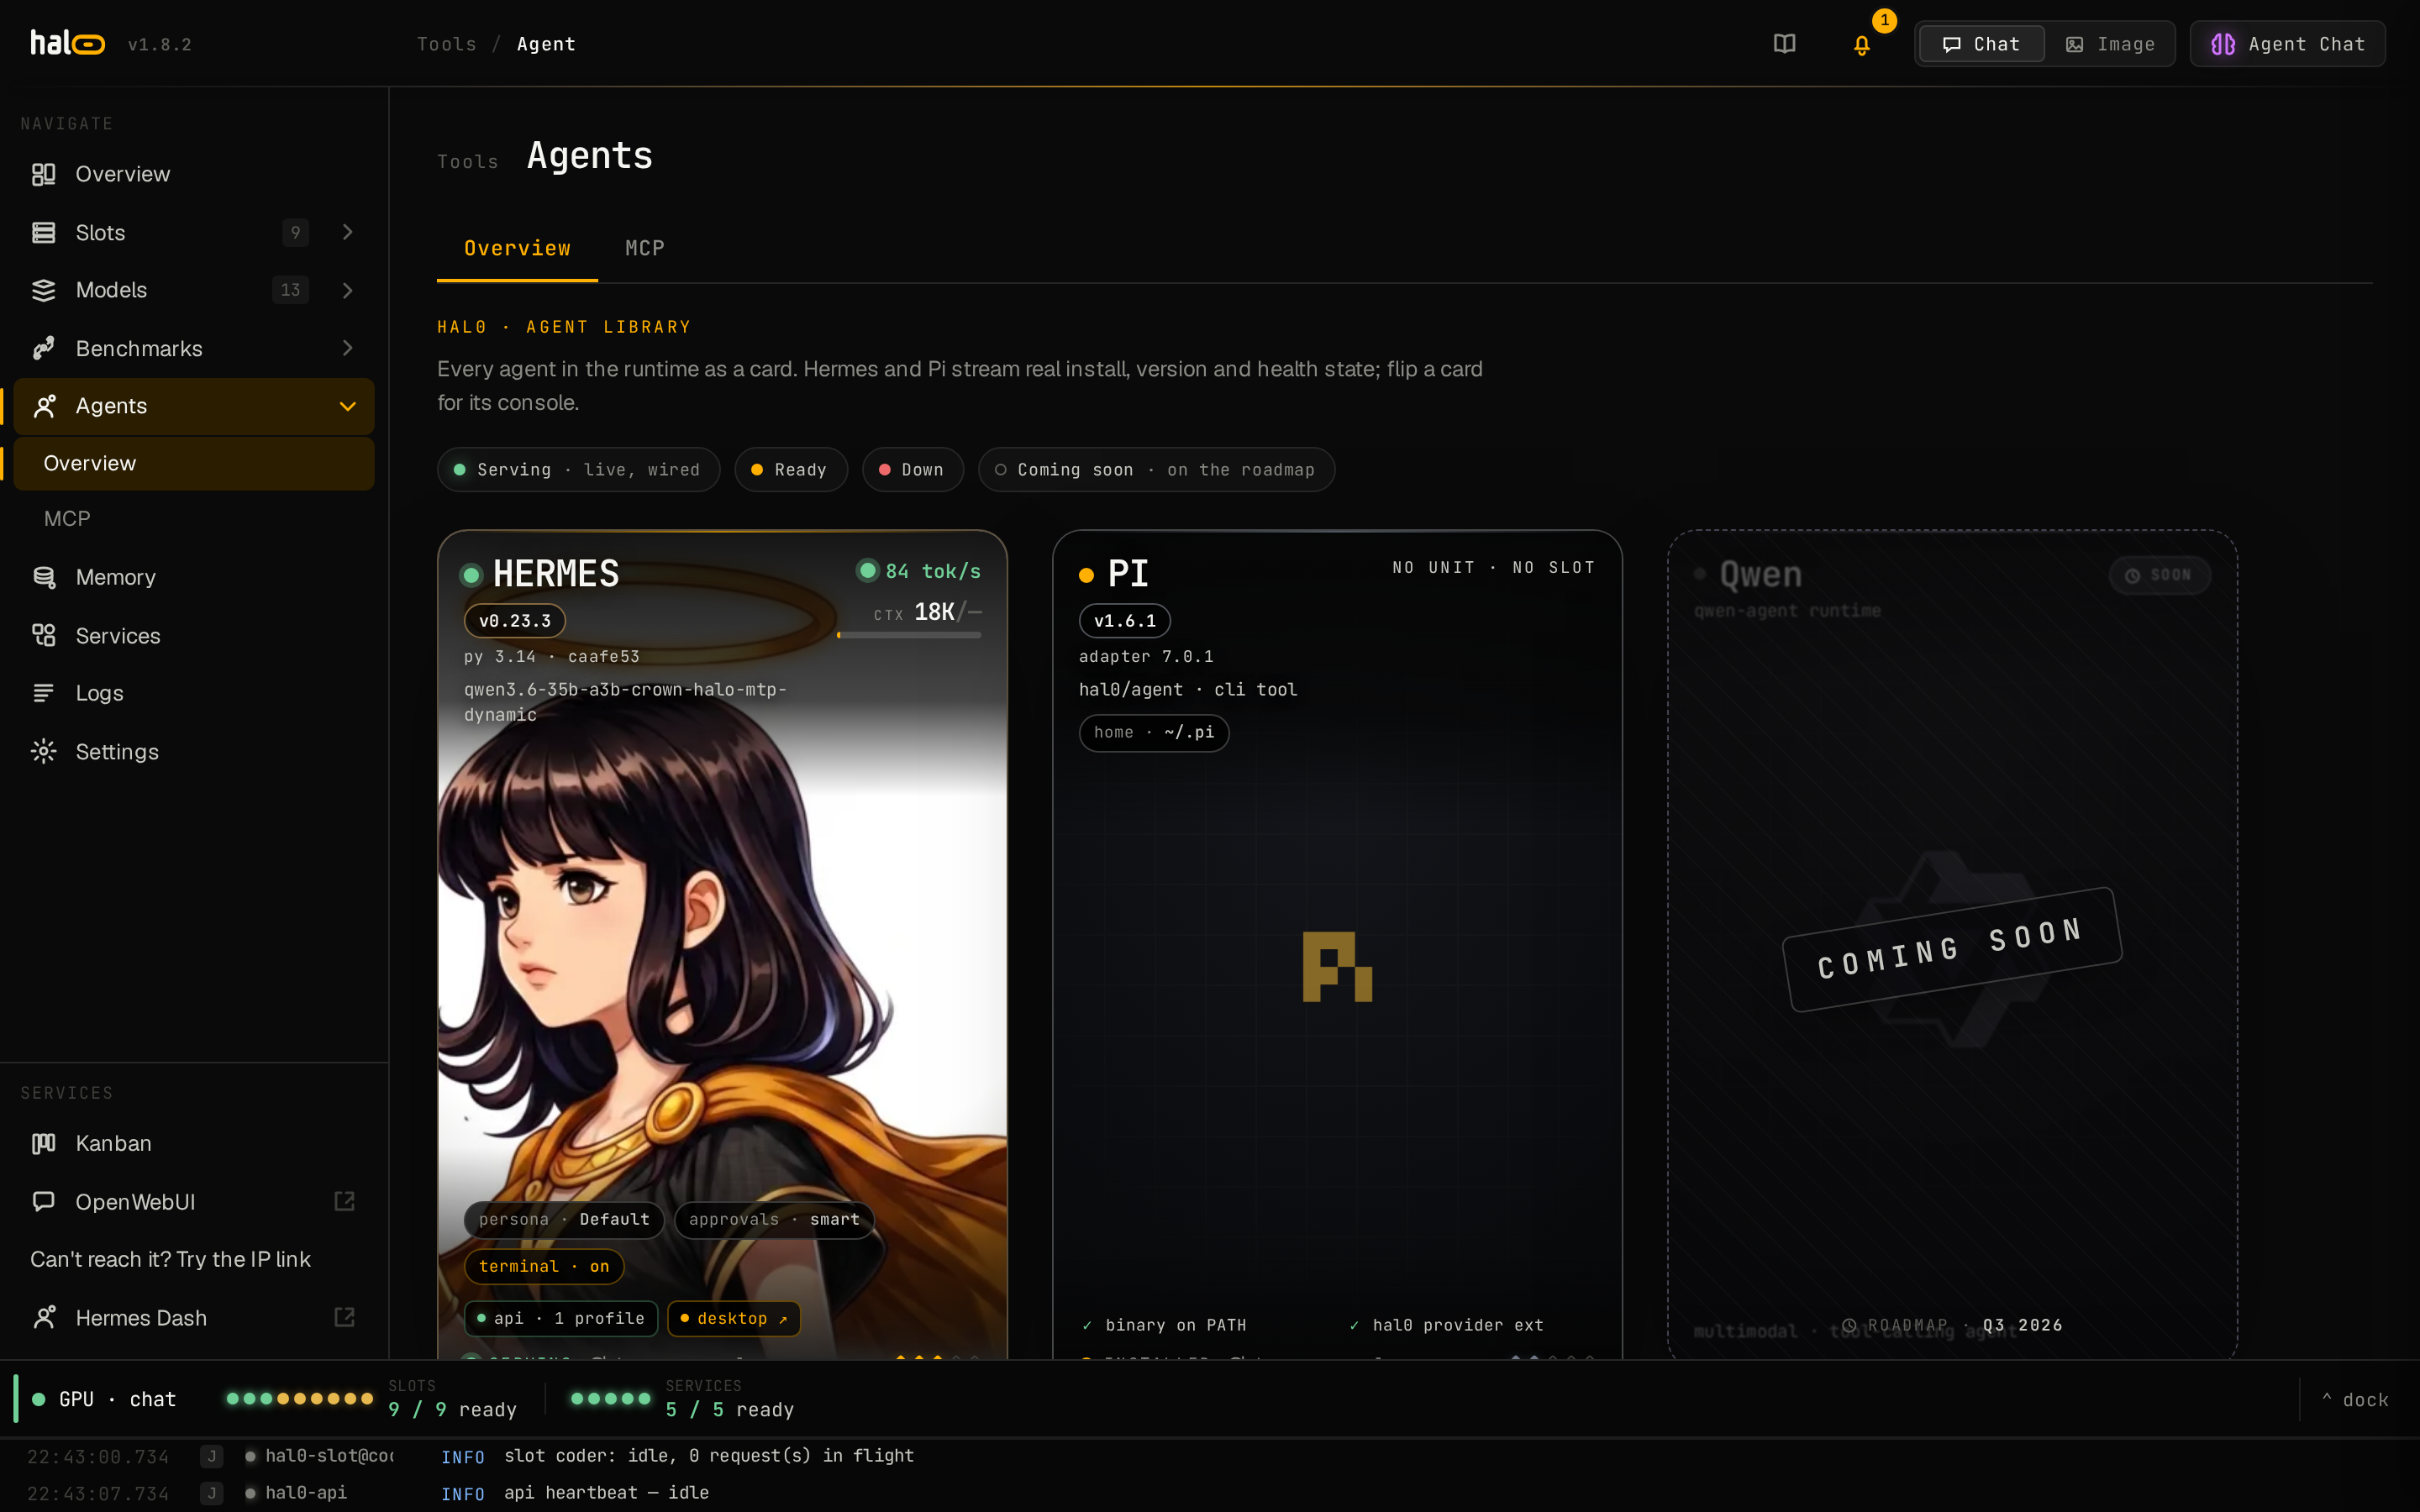 halo v1.8.2
Tools / Agent
1
Chat
Image
Agent Chat
NAVIGATE
Overview
Slots 9
Models 13
Benchmarks
Agents
Overview
MCP
Memory
Services
Logs
Settings
SERVICES
Kanban
OpenWebUI
Can't reach it? Try the IP link
Hermes Dash
Tools Agents
Overview MCP
HAL0 · AGENT LIBRARY
Every agent in the runtime as a card. Hermes and Pi stream real install, version and health state; flip a card
for its console.
Serving · live, wired
Ready
Down
Coming soon · on the roadmap
HERMES
84 tok/s
CTX 18K/—
v0.23.3
py 3.14 · caafe53
qwen3.6-35b-a3b-crown-halo-mtp-
dynamic
persona · Default
approvals · smart
terminal · on
api · 1 profile
desktop ↗
PI
NO UNIT · NO SLOT
v1.6.1
adapter 7.0.1
hal0/agent · cli tool
home · ~/.pi
✓ binary on PATH
✓ hal0 provider ext
Qwen
SOON
qwen-agent runtime
COMING SOON
multimodal · tool-calling agent
ROADMAP · Q3 2026
GPU · chat
SLOTS
9 / 9 ready
SERVICES
5 / 5 ready
^ dock
22:43:00.734 J hal0-slot@coc INFO slot coder: idle, 0 request(s) in flight
22:43:07.734 J hal0-api INFO api heartbeat — idle